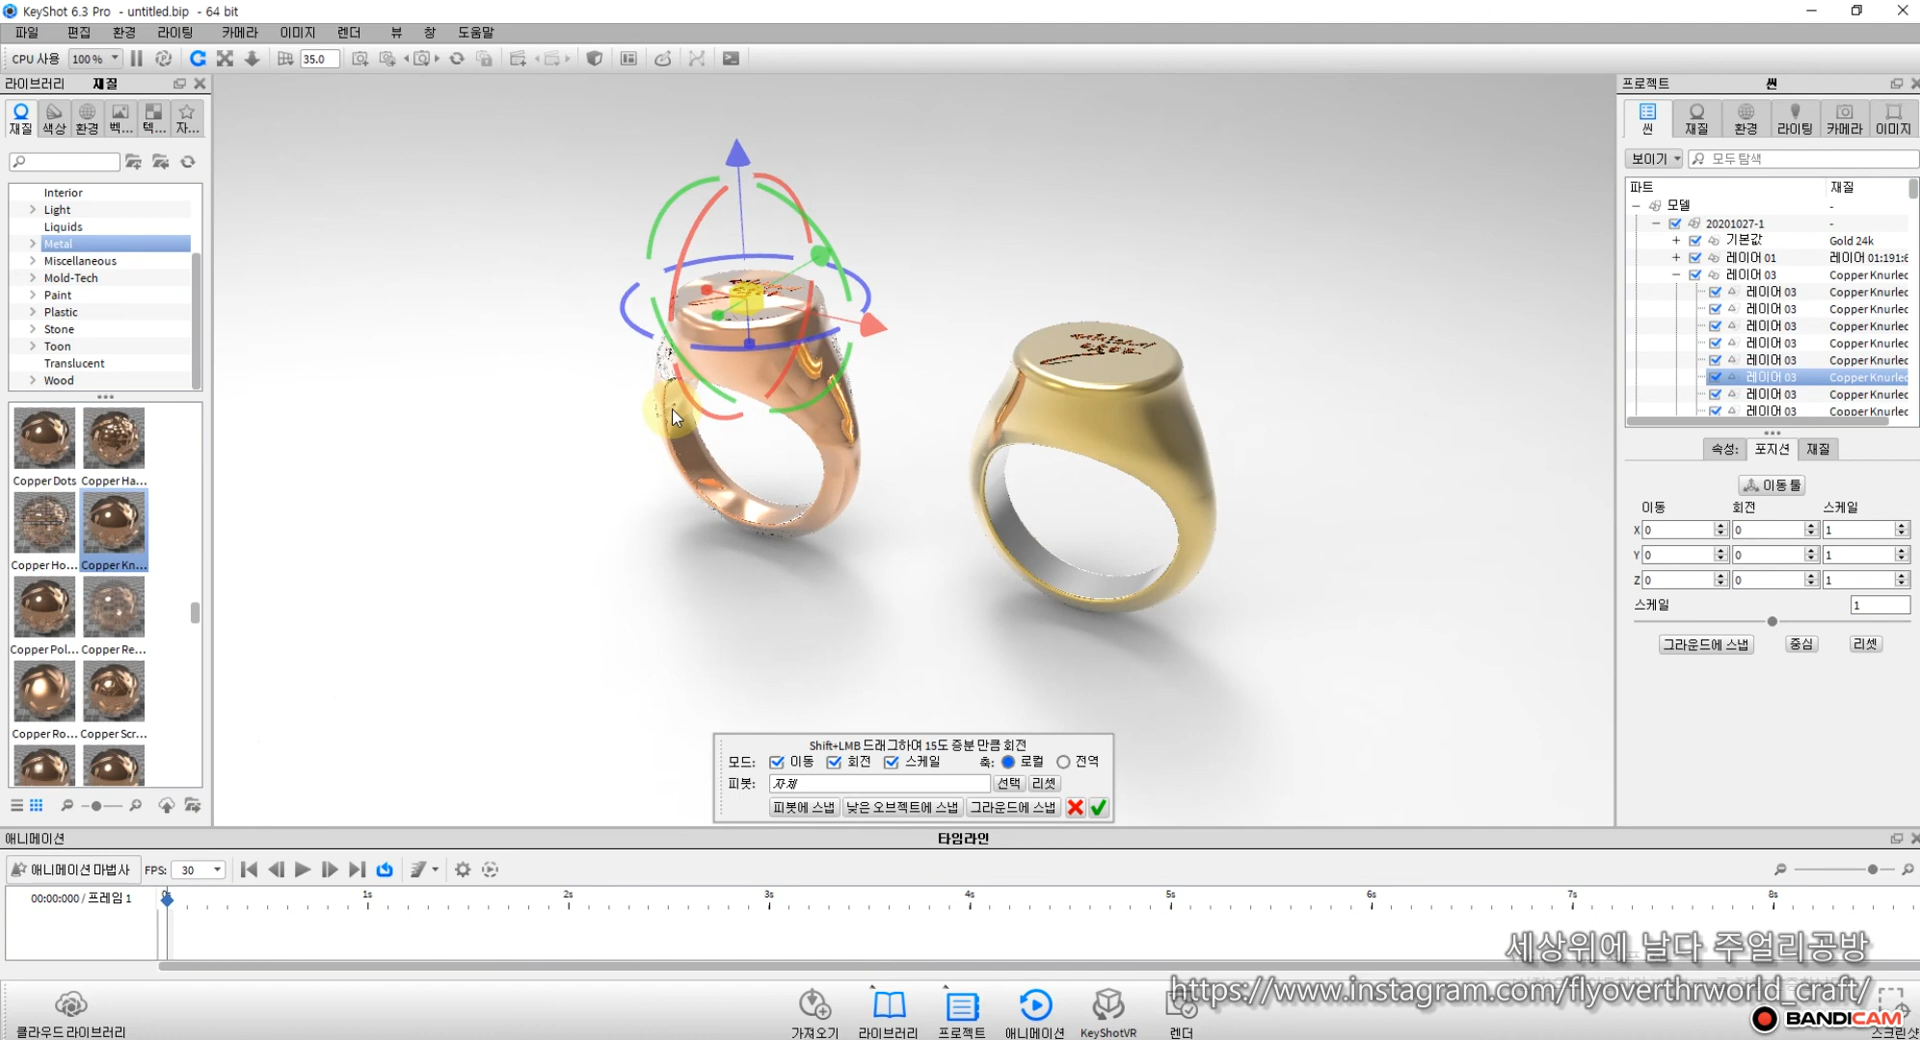 KeyShot 6.3 Pro - untitled.bip - 64 bit
파일 편집 환경 라이팅 카메라 이미지 렌더 뷰 창 도움말
CPU 사용 100 % 35.0
라이브러리 재질
재질 색상 환경 벡... 텍... 자...
Interior
Light
Liquids
Metal
Miscellaneous
Mold-Tech
Paint
Plastic
Stone
Toon
Translucent
Wood
Copper Dots Copper Ha...
Copper Ho... Copper Kn...
Copper Pol... Copper Re...
Copper Ro... Copper Scr...
프로젝트 씬
씬 재질 환경 라이팅 카메라 이미지
보이기 모두 탐색
파트 재질
모델 -
20201027-1 -
기본값 Gold 24k
레이어 01 레이어 01:191:6
레이어 03 Copper Knurled
레이어 03 Copper Knurled
레이어 03 Copper Knurled
레이어 03 Copper Knurled
레이어 03 Copper Knurled
레이어 03 Copper Knurled
레이어 03 Copper Knurled
레이어 03 Copper Knurled
레이어 03 Copper Knurled
속성: 포지션 재질
이동 툴
이동 회전 스케일
X 0 0 1
Y 0 0 1
Z 0 0 1
스케일 1
그라운드에 스냅 중심 리셋
Shift+LMB 드래그하여 15도 증분 만큼 회전
모드: 이동 회전 스케일 축: 로컬 전역
피봇: 자체 선택 리셋
피봇에 스냅 낮은 오브젝트에 스냅 그라운드에 스냅
애니메이션 타임라인
애니메이션 마법사 FPS: 30
00:00:000 / 프레임 1 0s 1s 2s 3s 4s 5s 6s 7s 8s
세상위에 날다 주얼리공방
https://www.instagram.com/flyoverthrworld_craft/
BANDICAM
클라우드 라이브러리 가져오기 라이브러리 프로젝트 애니메이션 KeyShotVR 렌더 스크린샷